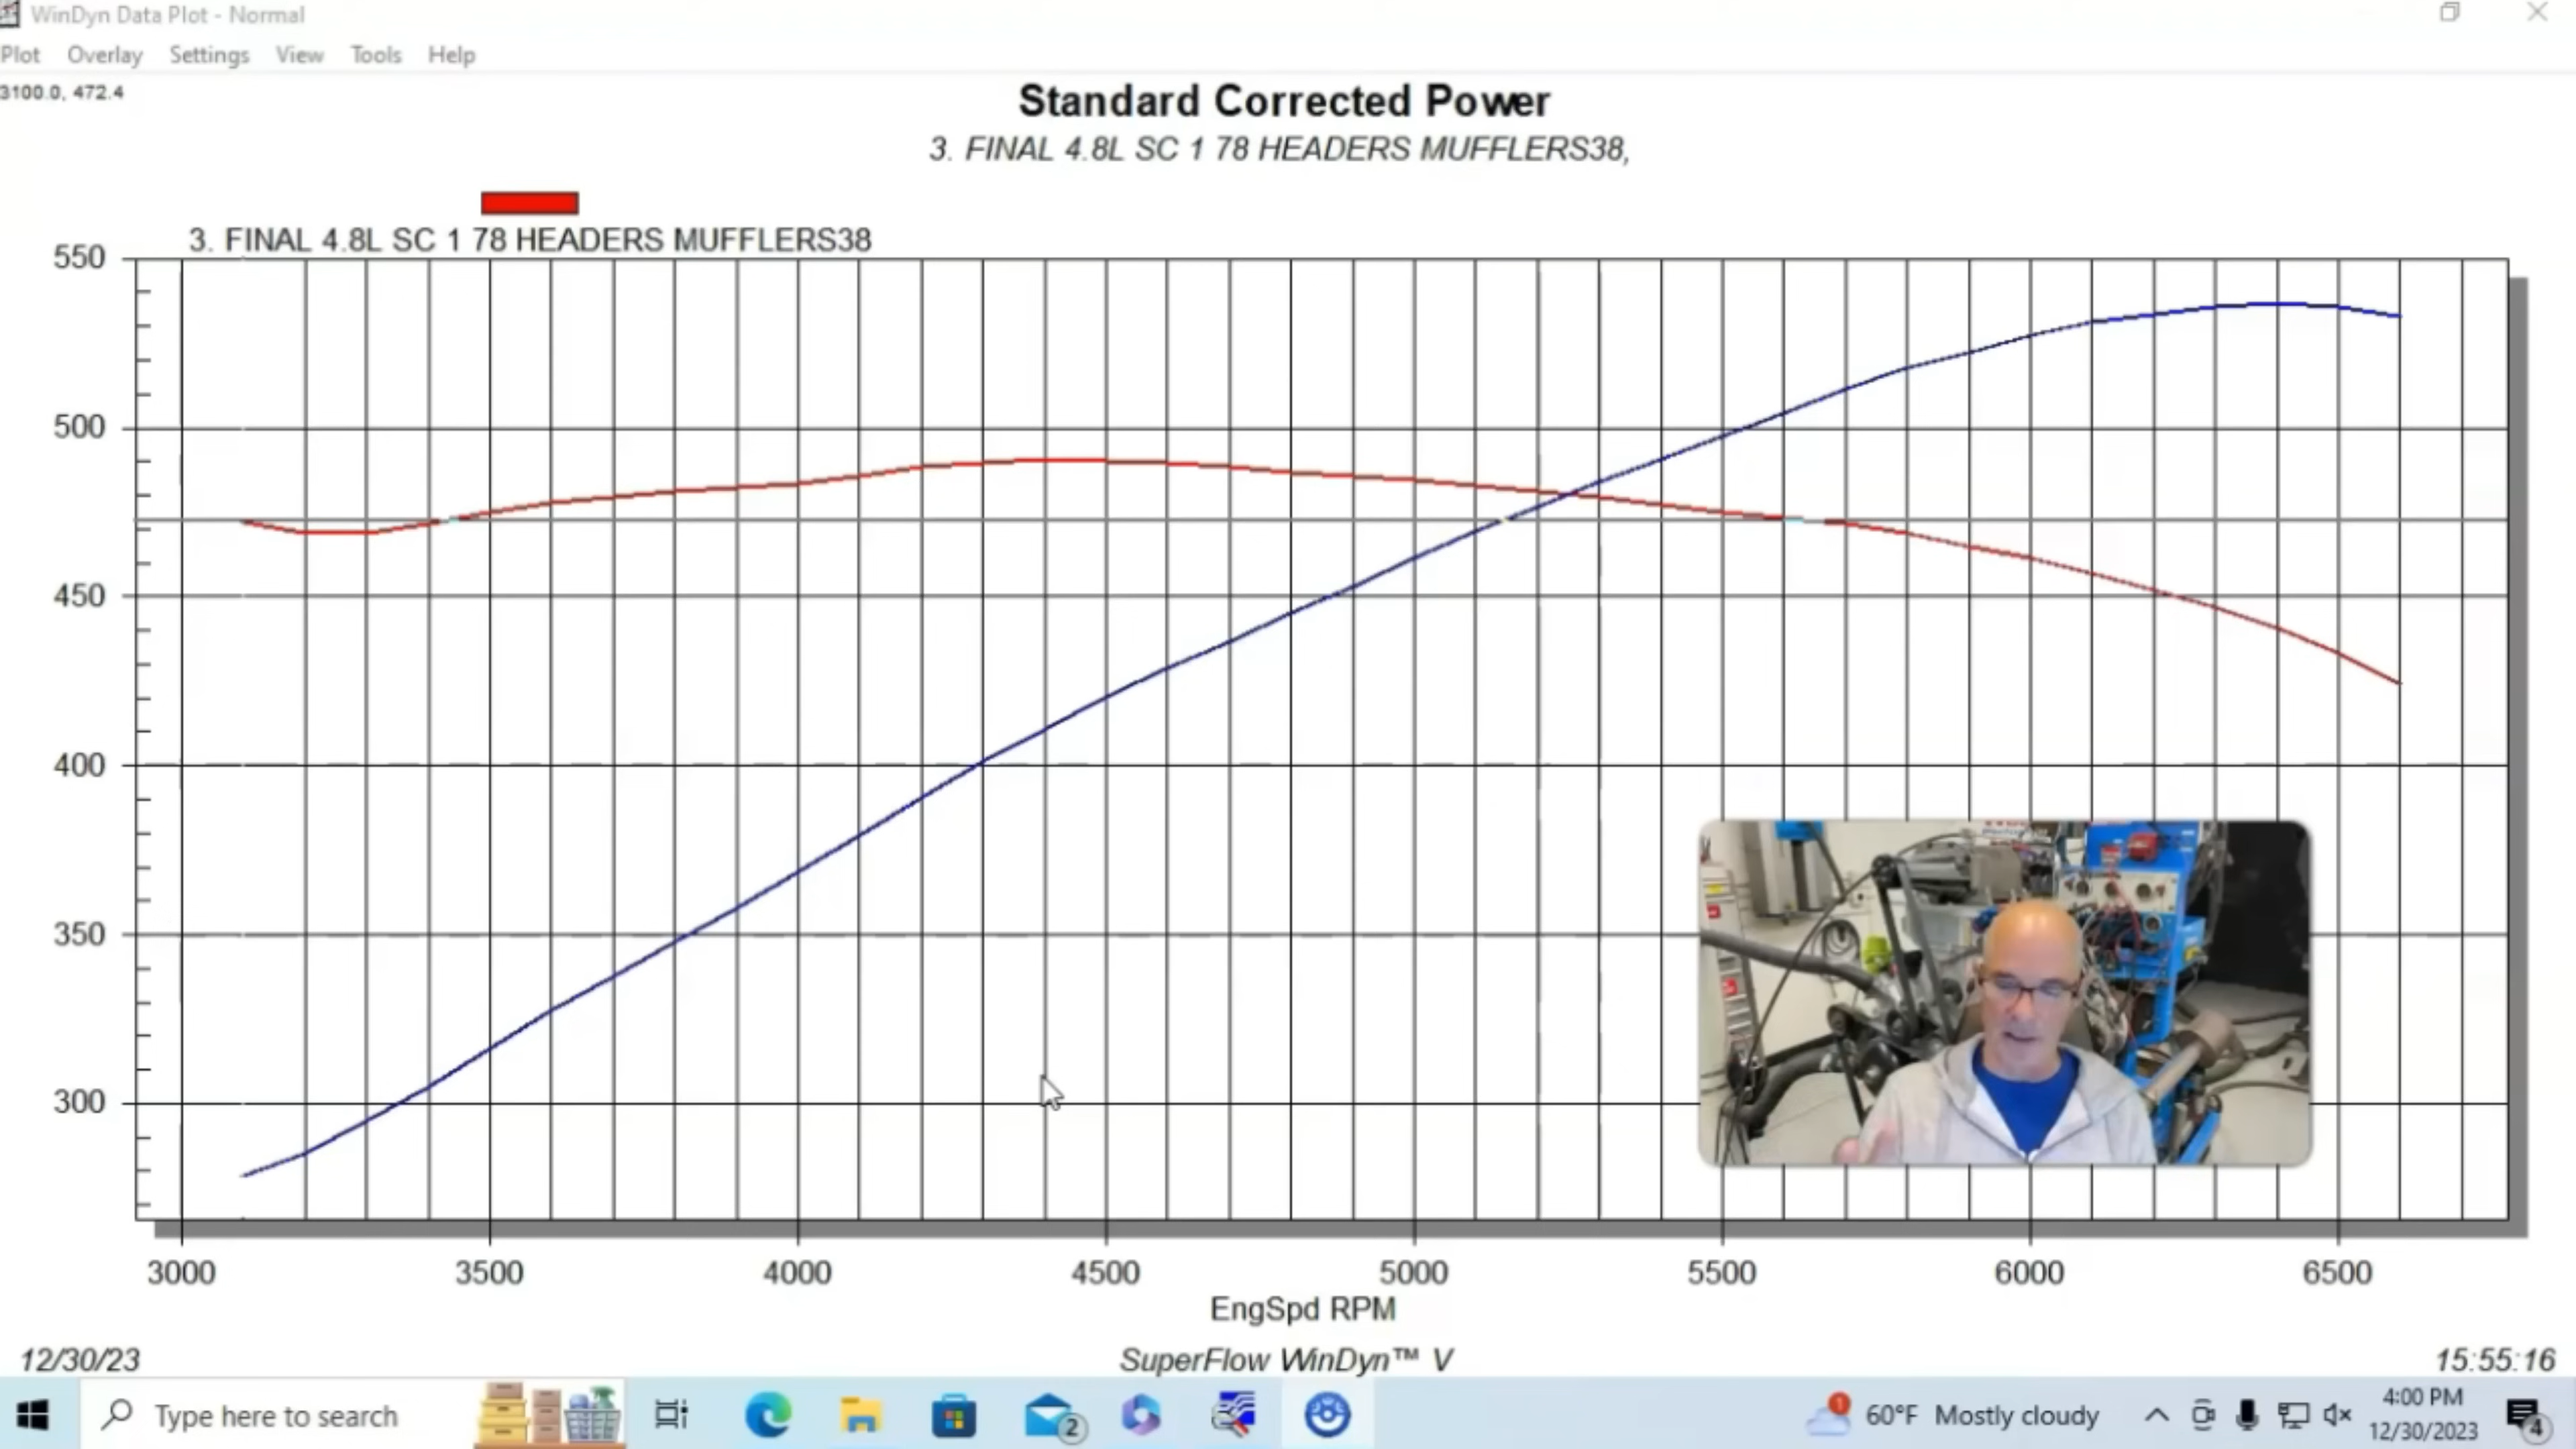 WinDyn Data Plot - Normal
Plot Overlay Settings View Tools Help
3100.0, 472.4
Standard Corrected Power
3. FINAL 4.8L SC 1 78 HEADERS MUFFLERS38,
3. FINAL 4.8L SC 1 78 HEADERS MUFFLERS38
550
500
450
400
350
300
3000 3500 4000 4500 5000 5500 6000 6500
EngSpd RPM
12/30/23 SuperFlow WinDyn™ V 15:55:16
Type here to search 2 1 60°F Mostly cloudy 4:00 PM 4
12/30/2023